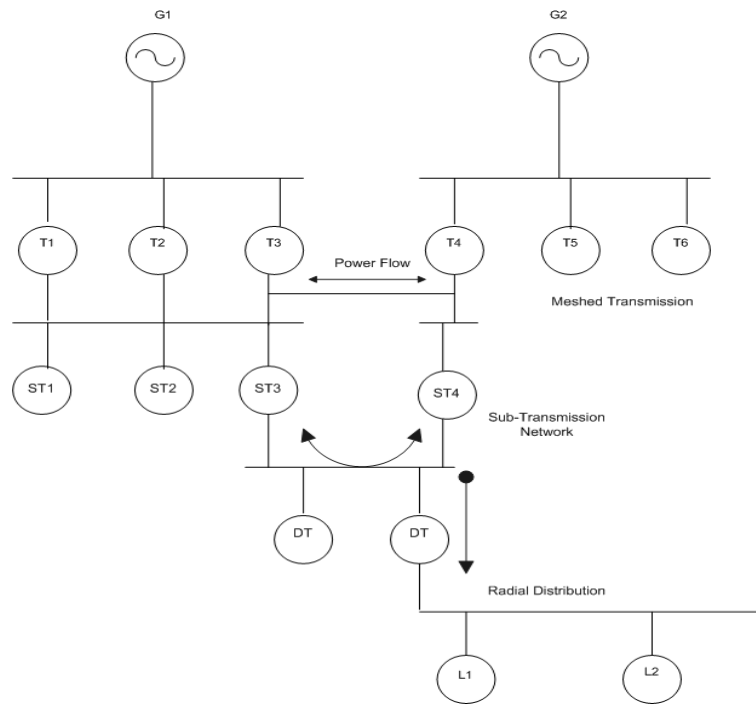 G1
G2
T1
T2
T3
T4
T5
T6
Power Flow
Meshed Transmission
ST1
ST2
ST3
ST4
Sub-Transmission
Network
DT
DT
Radial Distribution
L1
L2